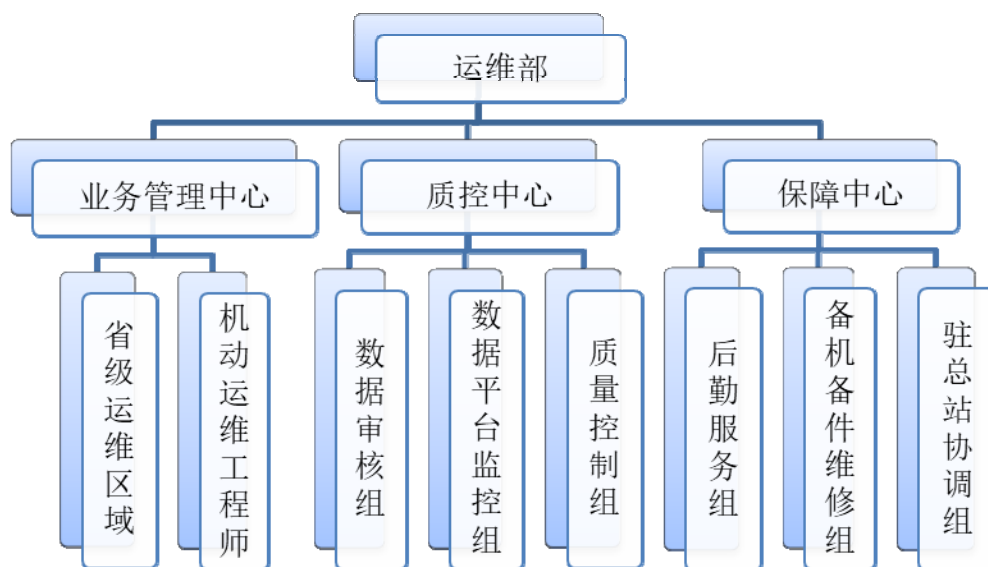 运维部
业务管理中心
质控中心
保障中心
省级运维区域
机动运维工程师
数据审核组
数据平台监控组
质量控制组
后勤服务组
备机备件维修组
驻总站协调组